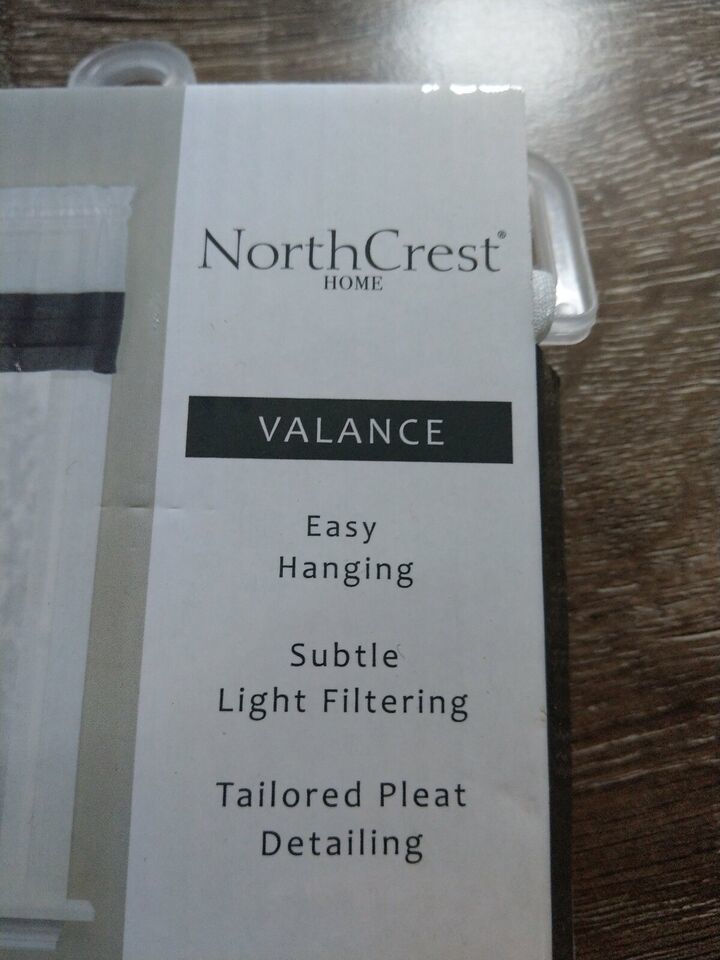 NorthCrest®
HOME
VALANCE
Easy
Hanging
Subtle
Light Filtering
Tailored Pleat
Detailing